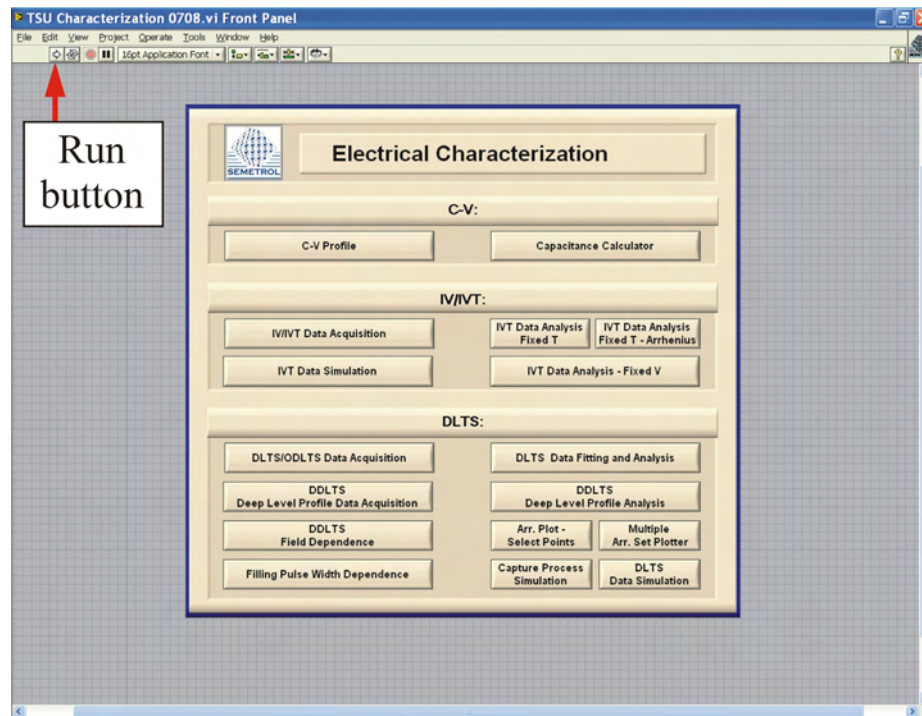 TSU Characterization 0708.vi Front Panel
File Edit View Project Operate Tools Window Help
16pt Application Font
Run
button
SEMETROL
Electrical Characterization
C-V:
C-V Profile
Capacitance Calculator
IV/IVT:
IV/IVT Data Acquisition
IVT Data Analysis
Fixed T
IVT Data Analysis
Fixed T - Arrhenius
IVT Data Simulation
IVT Data Analysis - Fixed V
DLTS:
DLTS/ODLTS Data Acquisition
DLTS Data Fitting and Analysis
DDLTS
Deep Level Profile Data Acquisition
DDLTS
Deep Level Profile Analysis
DDLTS
Field Dependence
Arr. Plot -
Select Points
Multiple
Arr. Set Plotter
Filling Pulse Width Dependence
Capture Process
Simulation
DLTS
Data Simulation